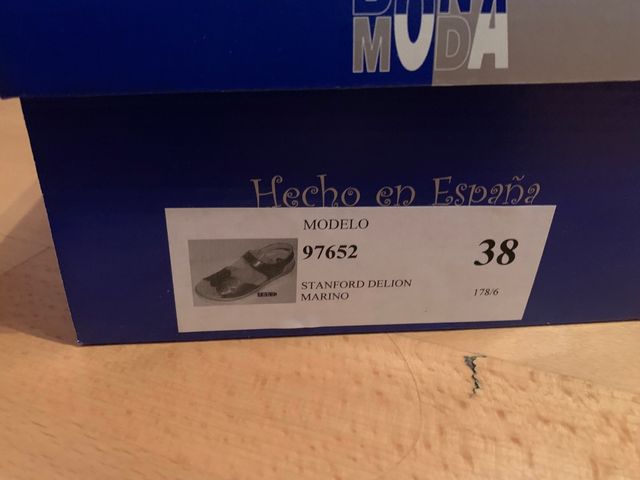 MODA
Hecho en España
MODELO
97652
38
STANFORD DELION
MARINO
178/6